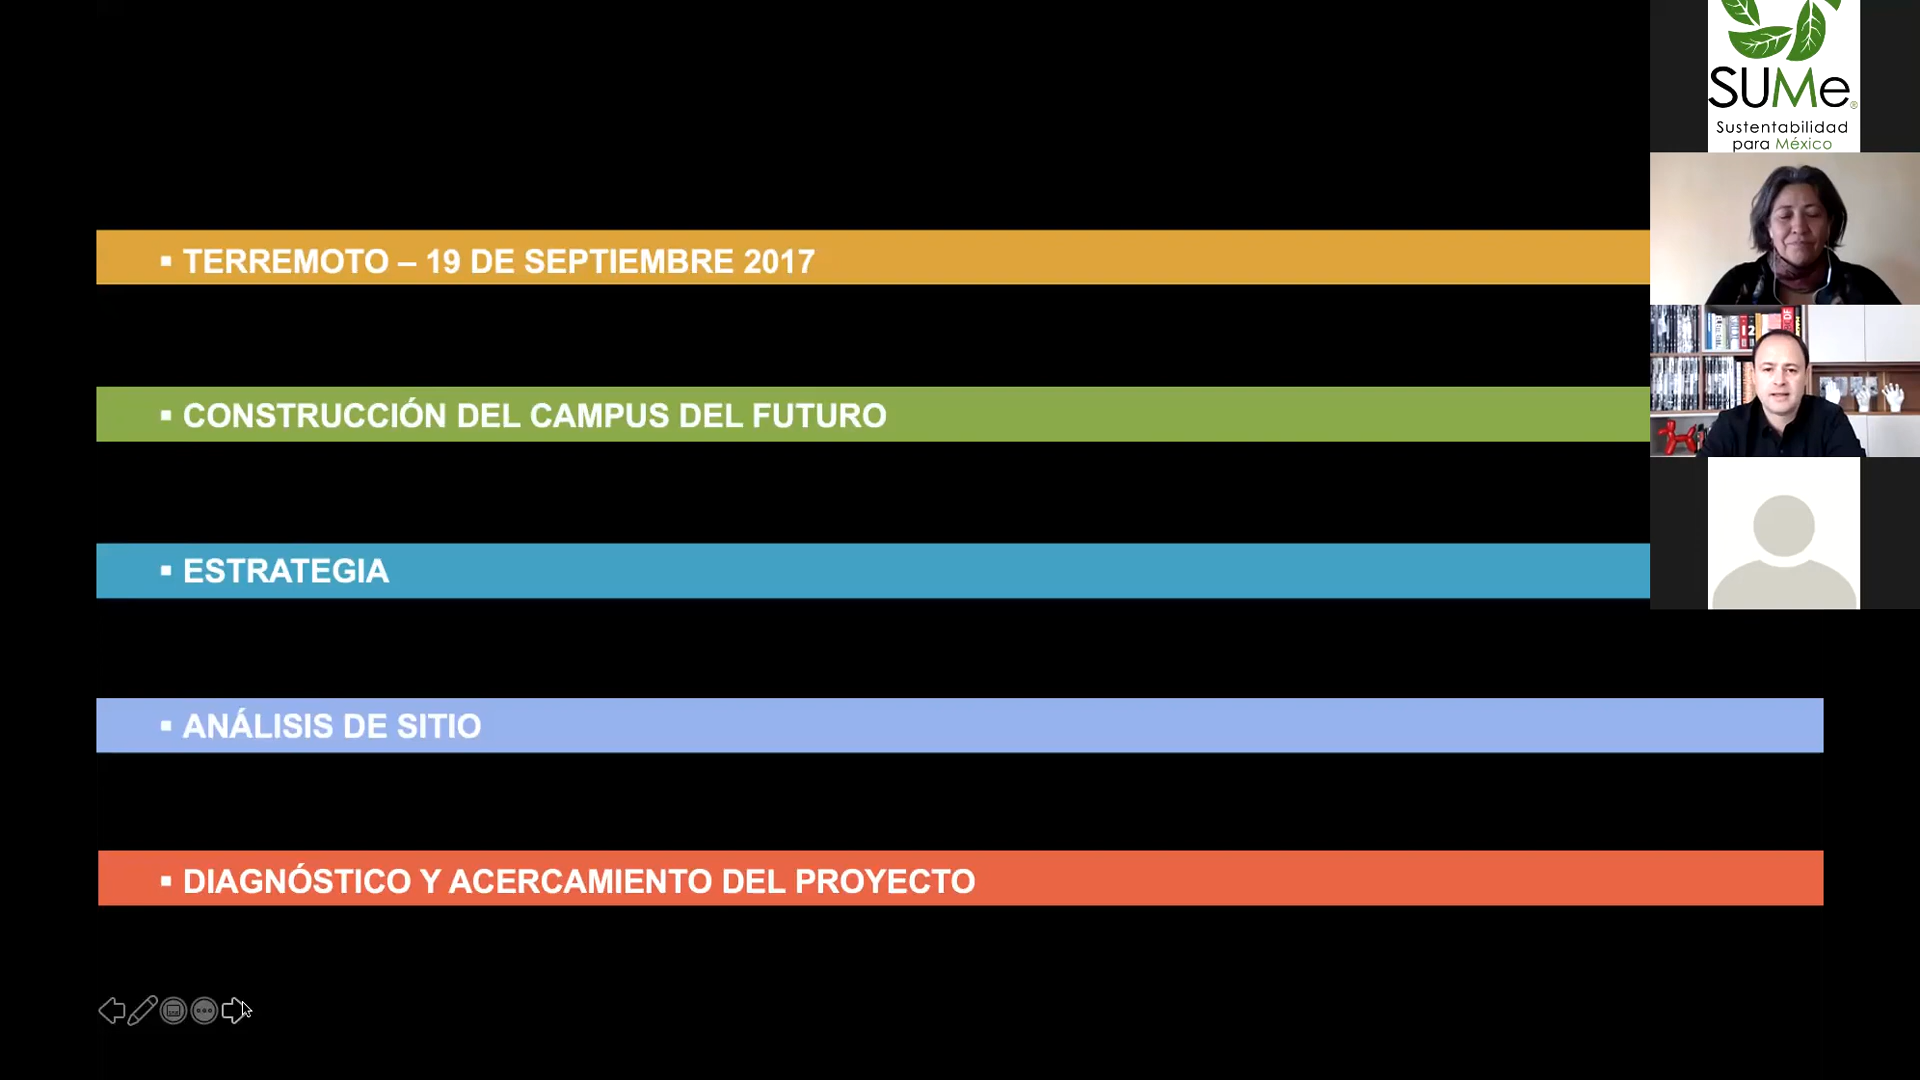 SUMe®
Sustentabilidad
para México
▪ TERREMOTO – 19 DE SEPTIEMBRE 2017
▪ CONSTRUCCIÓN DEL CAMPUS DEL FUTURO
▪ ESTRATEGIA
▪ ANÁLISIS DE SITIO
▪ DIAGNÓSTICO Y ACERCAMIENTO DEL PROYECTO